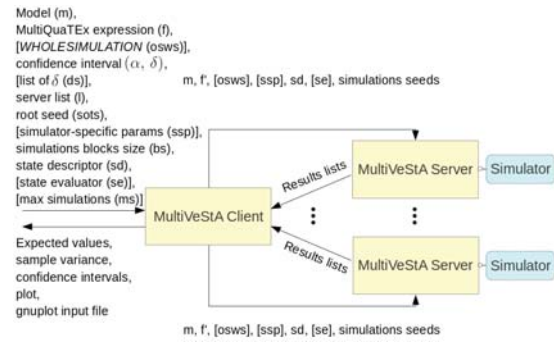 Model (m),
MultiQuaTEx expression (f),
[WHOLESIMULATION (osws)],
confidence interval (α, δ),
[list of δ (ds)],
server list (l),
root seed (sots),
[simulator-specific params (ssp)],
simulations blocks size (bs),
state descriptor (sd),
[state evaluator (se)],
[max simulations (ms)]
m, f', [osws], [ssp], sd, [se], simulations seeds
MultiVeStA Client
Results lists
MultiVeStA Server
Simulator
...
...
Results lists
MultiVeStA Server
Simulator
Expected values,
sample variance,
confidence intervals,
plot,
gnuplot input file
m, f', [osws], [ssp], sd, [se], simulations seeds